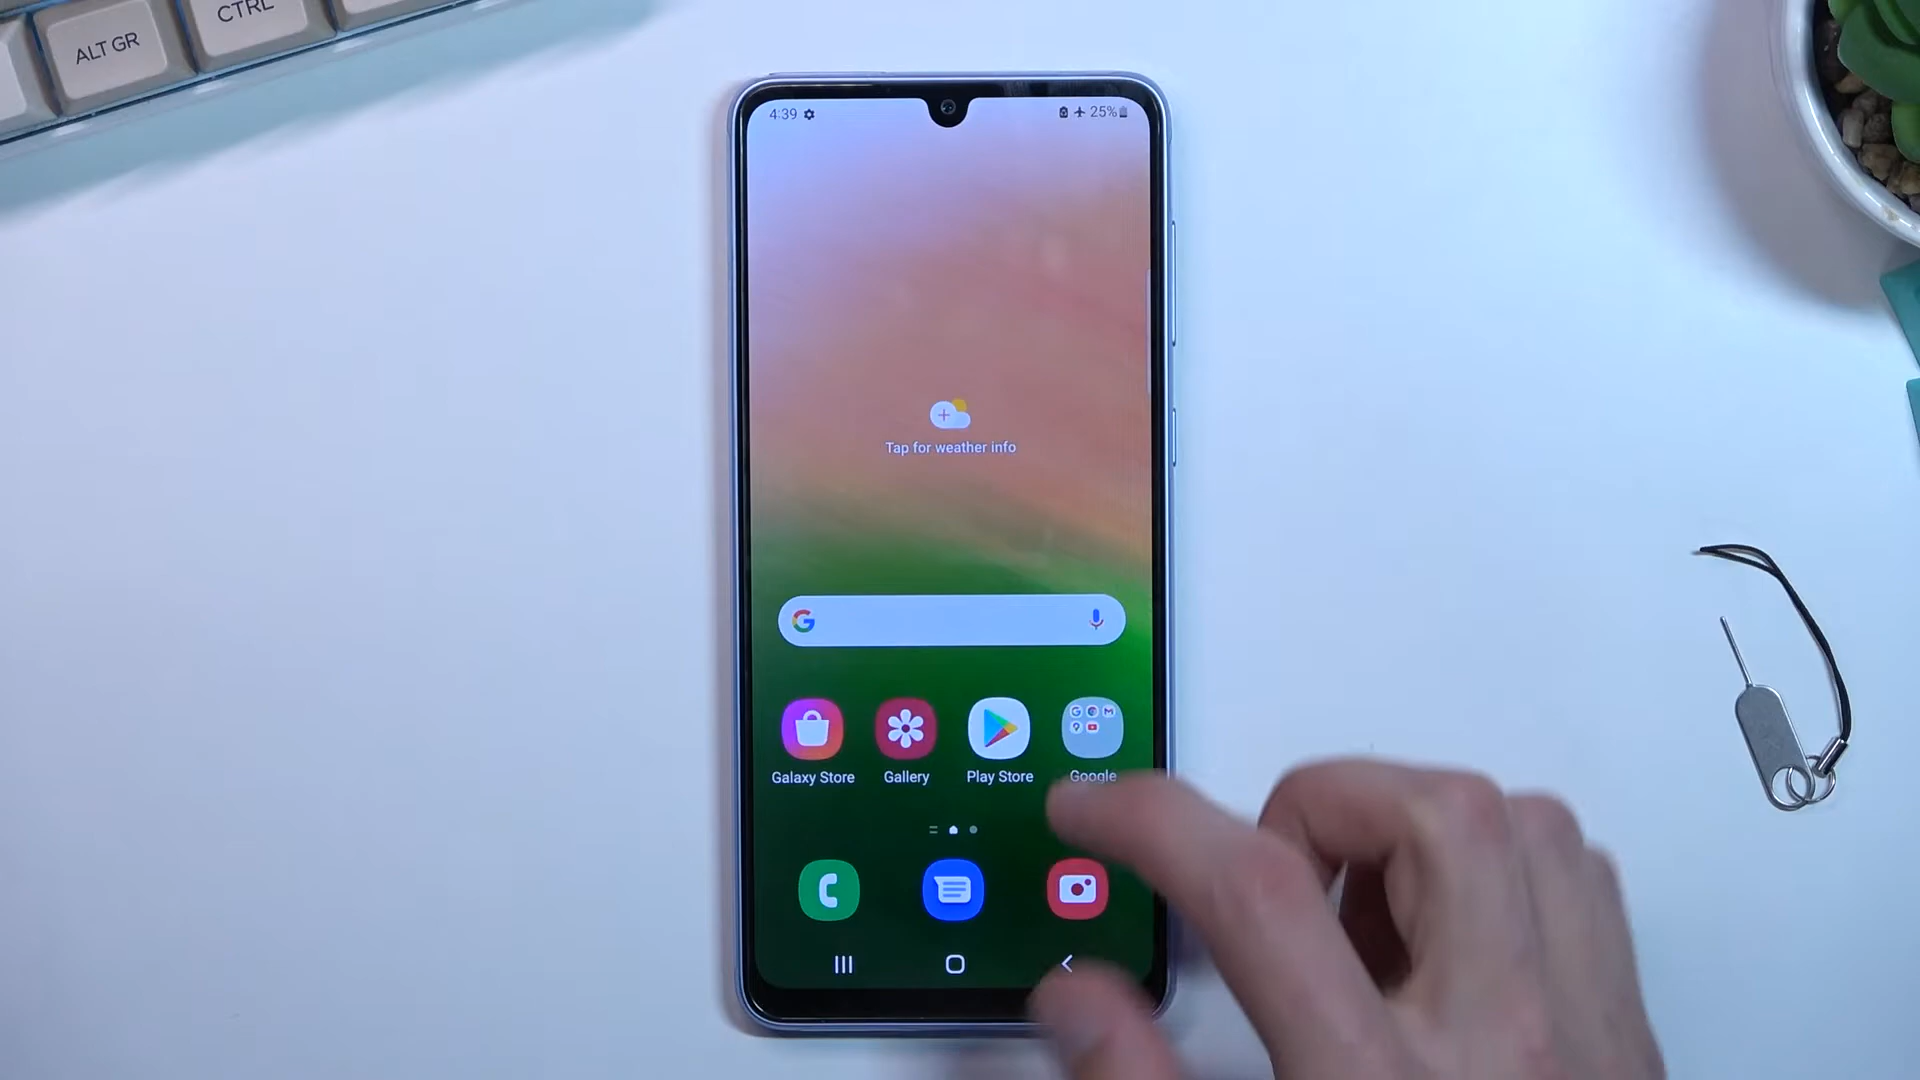 CTRL
ALT GR
4:39
25%
Tap for weather info
Galaxy Store
Gallery
Play Store
Google